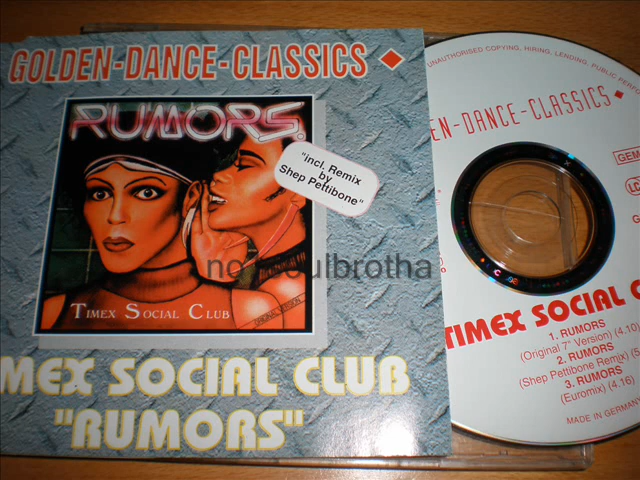 GOLDEN-DANCE-CLASSICS
RUMORS
"incl. Remix
by
Shep Pettibone"
TIMEX SOCIAL CLUB
MEX SOCIAL CLUB
"RUMORS"
UNAUTHORISED COPYING, HIRING, LENDING, PUBLIC
EN-DANCE-CLASSICS
GEM
TIMEX SOCIAL
1. RUMORS
(Original 7" Version) (4.10
2. RUMORS
(Shep Pettibone Remix)
3. RUMORS
(Euromix) (4.16)
MADE IN GERMANY